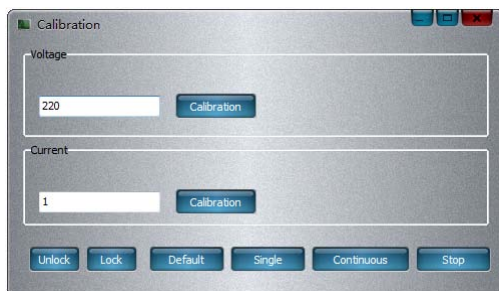 Calibration
Voltage
220 Calibration
Current
1 Calibration
Unlock Lock Default Single Continuous Stop